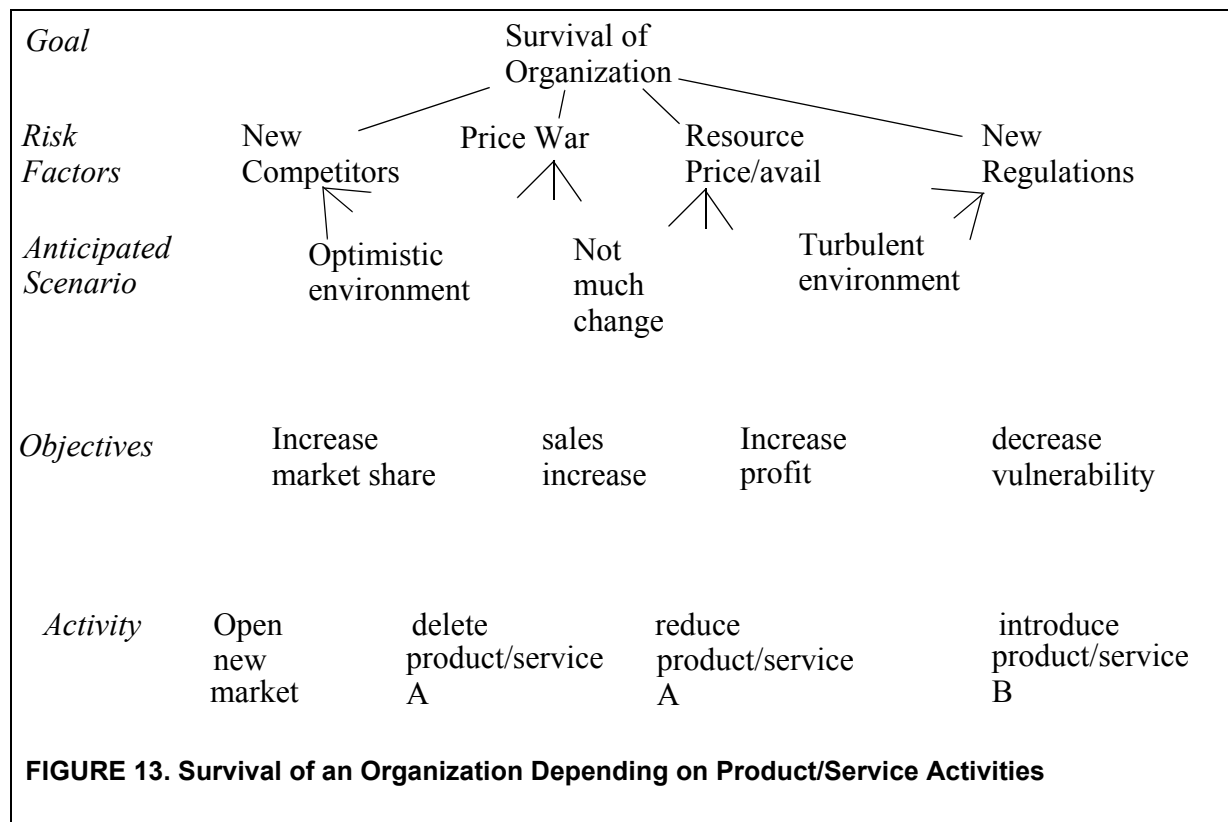 Goal
Survival of
Organization
Risk
Factors
New
Competitors
Price War
Resource
Price/avail
New
Regulations
Anticipated
Scenario
Optimistic
environment
Not
much
change
Turbulent
environment
Objectives
Increase
market share
sales
increase
Increase
profit
decrease
vulnerability
Activity
Open
new
market
delete
product/service
A
reduce
product/service
A
introduce
product/service
B
FIGURE 13. Survival of an Organization Depending on Product/Service Activities